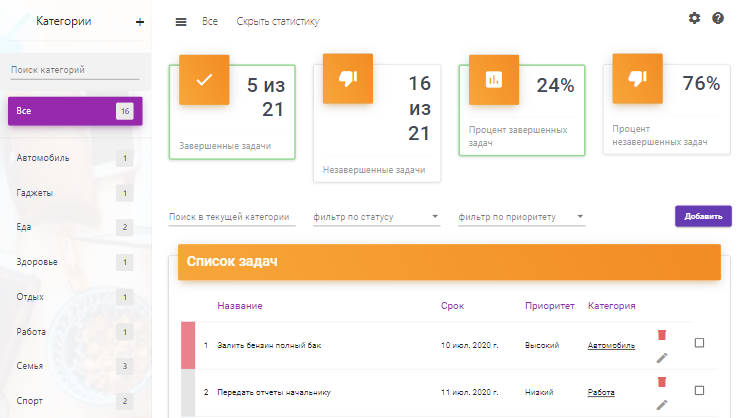 Категории +
Поиск категорий
Все 16
Автомобиль 1
Гаджеты 1
Еда 2
Здоровье 1
Отдых 1
Работа 1
Семья 3
Спорт 2
Все Скрыть статистику
5 из
21
Завершенные задачи
16
из
21
Незавершенные задачи
24%
Процент завершенных
задач
76%
Процент
незавершенных задач
Поиск в текущей категории фильтр по статусу фильтр по приоритету Добавить
Список задач
Название Срок Приоритет Категория
1 Залить бензин полный бак 10 июл. 2020 г. Высокий Автомобиль
2 Передать отчеты начальнику 11 июл. 2020 г. Низкий Работа